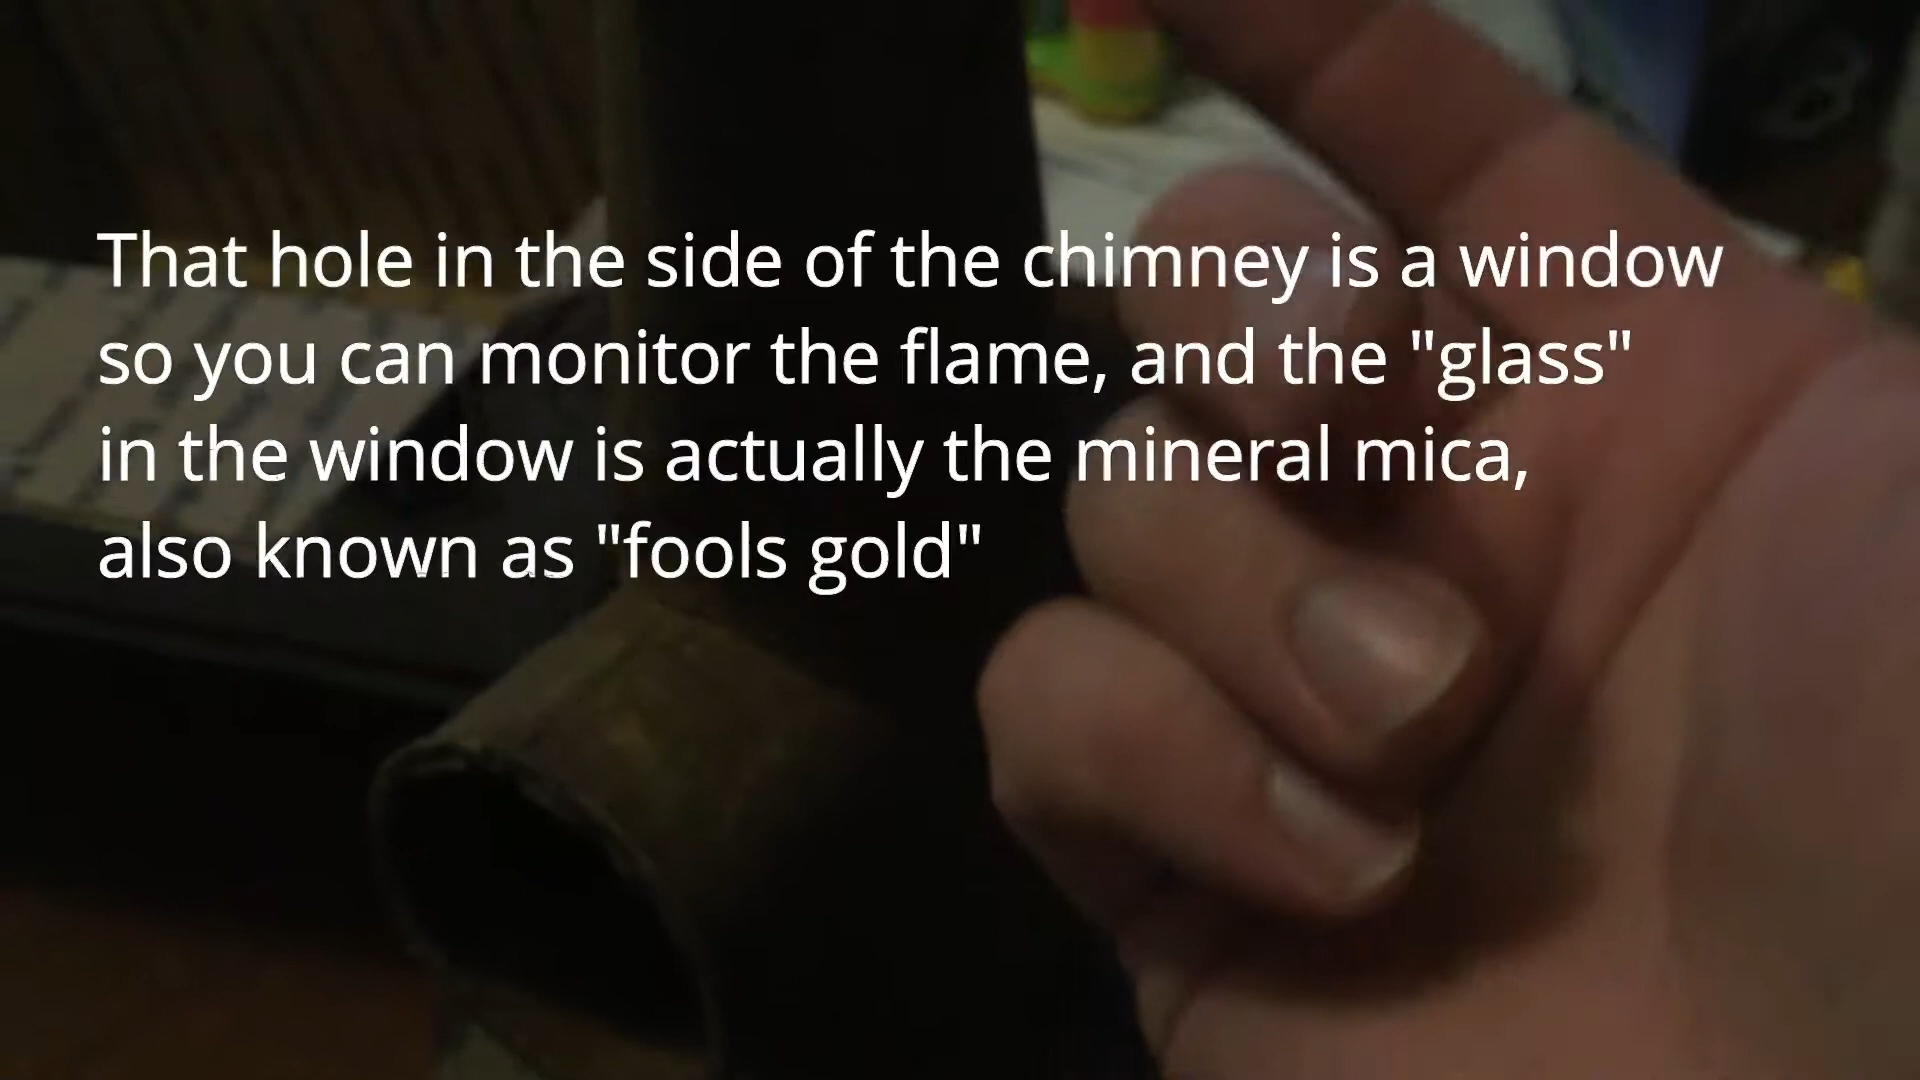 That hole in the side of the chimney is a window
so you can monitor the flame, and the "glass"
in the window is actually the mineral mica,
also known as "fools gold"